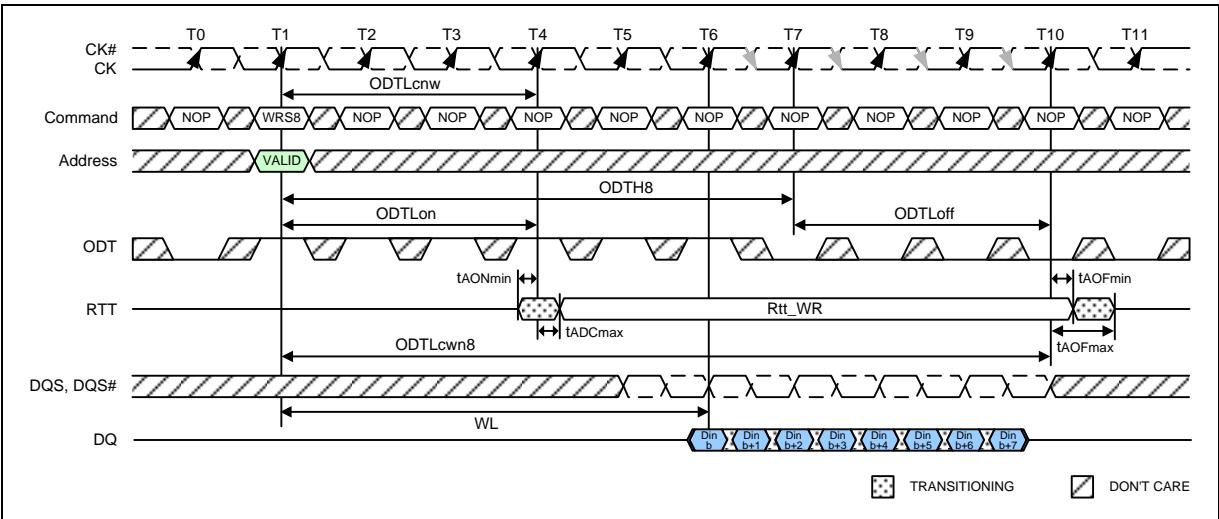 T0 T1 T2 T3 T4 T5 T6 T7 T8 T9 T10 T11
CK#
CK
ODTLcnw
Command NOP WRS8 NOP NOP NOP NOP NOP NOP NOP NOP NOP NOP
Address VALID
ODTH8
ODTLon ODTLoff
ODT
tAONmin tAOFmin
RTT Rtt_WR
tADCmax
tAOFmax
ODTLcwn8
DQS, DQS#
WL
DQ Din b Din b+1 Din b+2 Din b+3 Din b+4 Din b+5 Din b+6 Din b+7
TRANSITIONING DON'T CARE